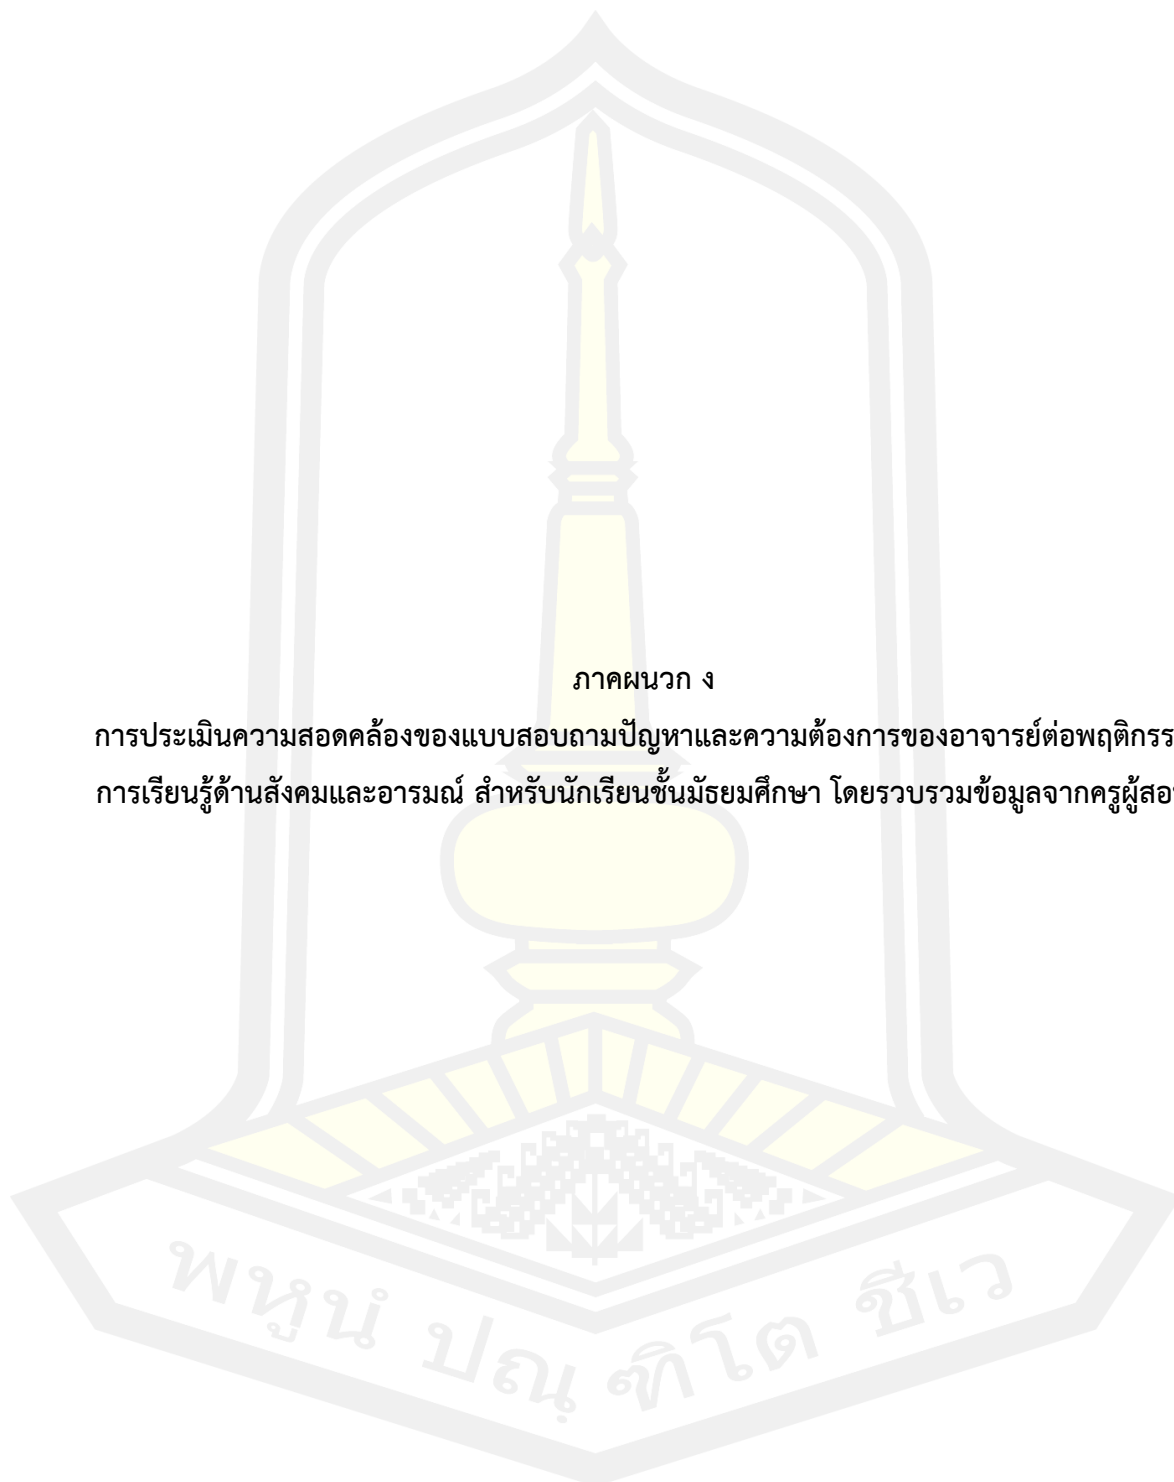 ภาคผนวก ง
การประเมินความสอดคล้องของแบบสอบถามปัญหาและความต้องการของอาจารย์ต่อพฤติกรร
การเรียนรู้ด้านสังคมและอารมณ์ สำหรับนักเรียนชั้นมัธยมศึกษา โดยรวบรวมข้อมูลจากครูผู้สอ
พหูนํ ปณฺฑิโต ชีเว